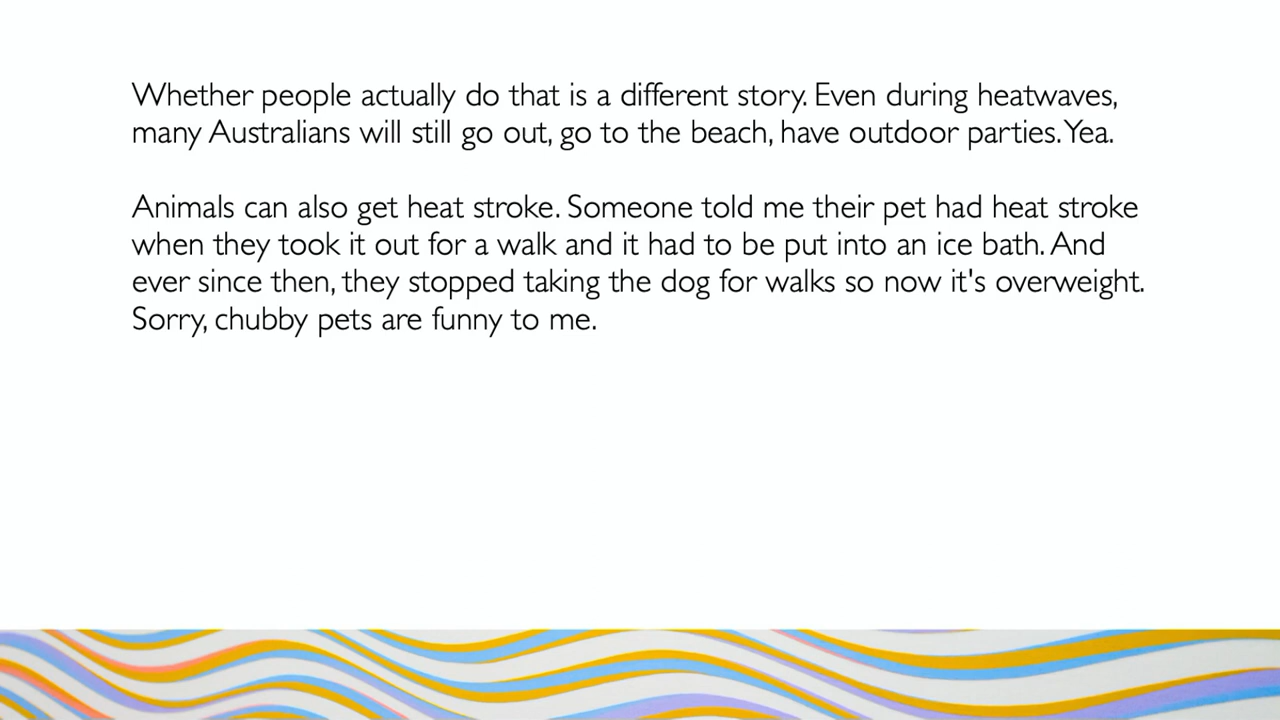 Whether people actually do that is a different story. Even during heatwaves,
many Australians will still go out, go to the beach, have outdoor parties. Yea.
Animals can also get heat stroke. Someone told me their pet had heat stroke
when they took it out for a walk and it had to be put into an ice bath. And
ever since then, they stopped taking the dog for walks so now it's overweight.
Sorry, chubby pets are funny to me.